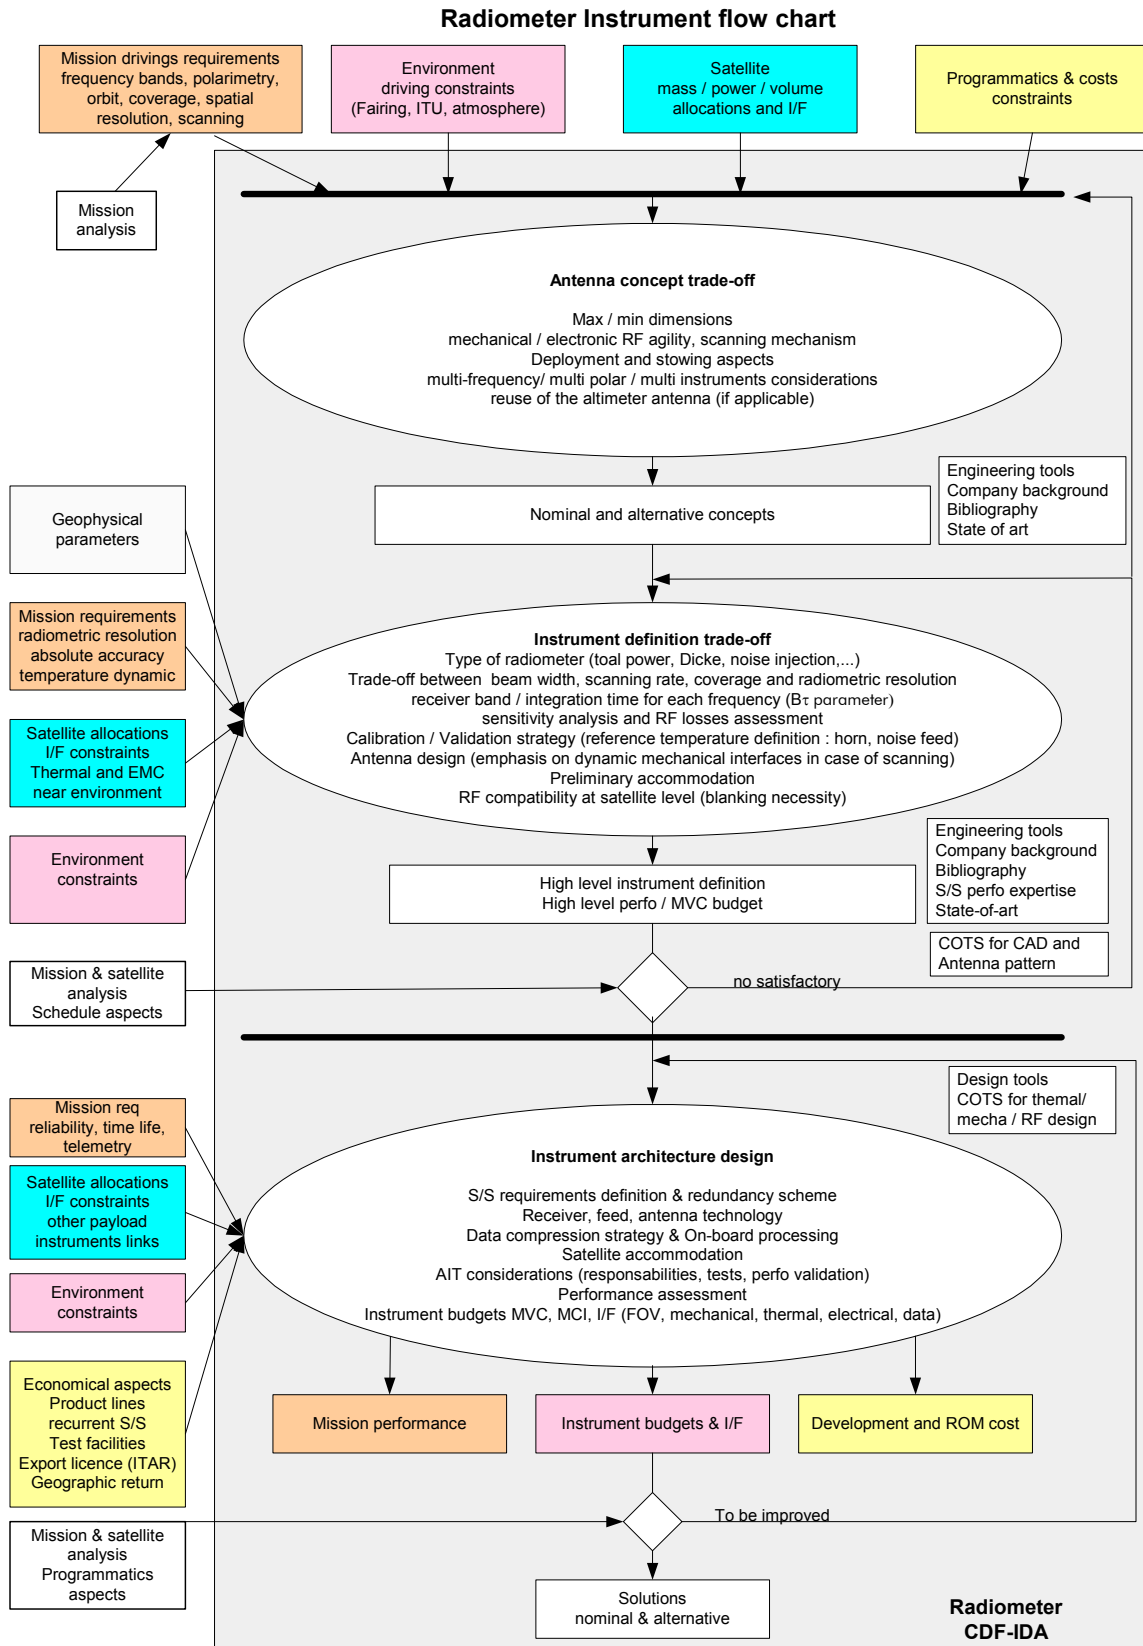 Radiometer Instrument flow chart
Mission drivings requirements
frequency bands, polarimetry,
orbit, coverage, spatial
resolution, scanning
Environment
driving constraints
(Fairing, ITU, atmosphere)
Satellite
mass / power / volume
allocations and I/F
Programmatics & costs
constraints
Mission
analysis
Antenna concept trade-off
Max / min dimensions
mechanical / electronic RF agility, scanning mechanism
Deployment and stowing aspects
multi-frequency/ multi polar / multi instruments considerations
reuse of the altimeter antenna (if applicable)
Engineering tools
Company background
Bibliography
State of art
Nominal and alternative concepts
Geophysical
parameters
Mission requirements
radiometric resolution
absolute accuracy
temperature dynamic
Satellite allocations
I/F constraints
Thermal and EMC
near environment
Environment
constraints
Instrument definition trade-off
Type of radiometer (toal power, Dicke, noise injection,...)
Trade-off between beam width, scanning rate, coverage and radiometric resolution
receiver band / integration time for each frequency (Bτ parameter)
sensitivity analysis and RF losses assessment
Calibration / Validation strategy (reference temperature definition : horn, noise feed)
Antenna design (emphasis on dynamic mechanical interfaces in case of scanning)
Preliminary accommodation
RF compatibility at satellite level (blanking necessity)
Engineering tools
Company background
Bibliography
S/S perfo expertise
State-of-art
High level instrument definition
High level perfo / MVC budget
COTS for CAD and
Antenna pattern
Mission & satellite
analysis
Schedule aspects
no satisfactory
Design tools
COTS for themal/
mecha / RF design
Mission req
reliability, time life,
telemetry
Satellite allocations
I/F constraints
other payload
instruments links
Environment
constraints
Economical aspects
Product lines
recurrent S/S
Test facilities
Export licence (ITAR)
Geographic return
Instrument architecture design
S/S requirements definition & redundancy scheme
Receiver, feed, antenna technology
Data compression strategy & On-board processing
Satellite accommodation
AIT considerations (responsabilities, tests, perfo validation)
Performance assessment
Instrument budgets MVC, MCI, I/F (FOV, mechanical, thermal, electrical, data)
Mission performance
Instrument budgets & I/F
Development and ROM cost
Mission & satellite
analysis
Programmatics
aspects
To be improved
Solutions
nominal & alternative
Radiometer
CDF-IDA